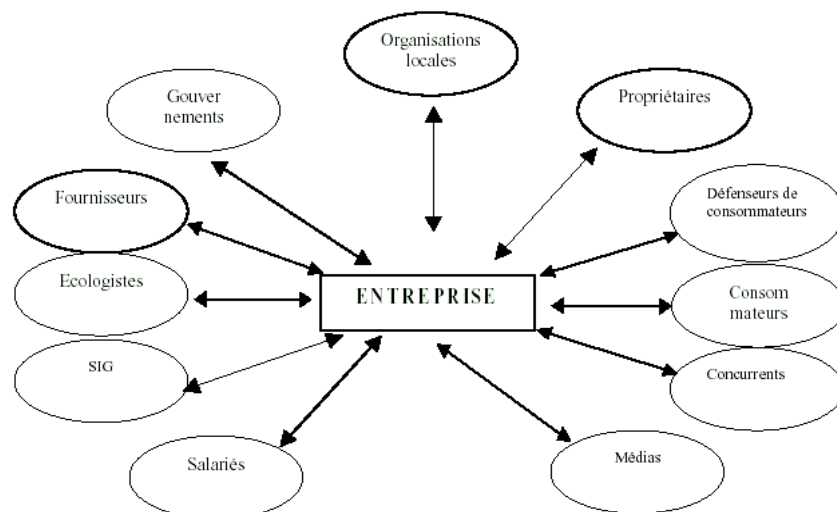 Organisations
locales
Gouver
nements
Propriétaires
Fournisseurs
Défenseurs de
consommateurs
Ecologistes
ENTREPRISE
Consom
mateurs
SIG
Concurrents
Salariés
Médias